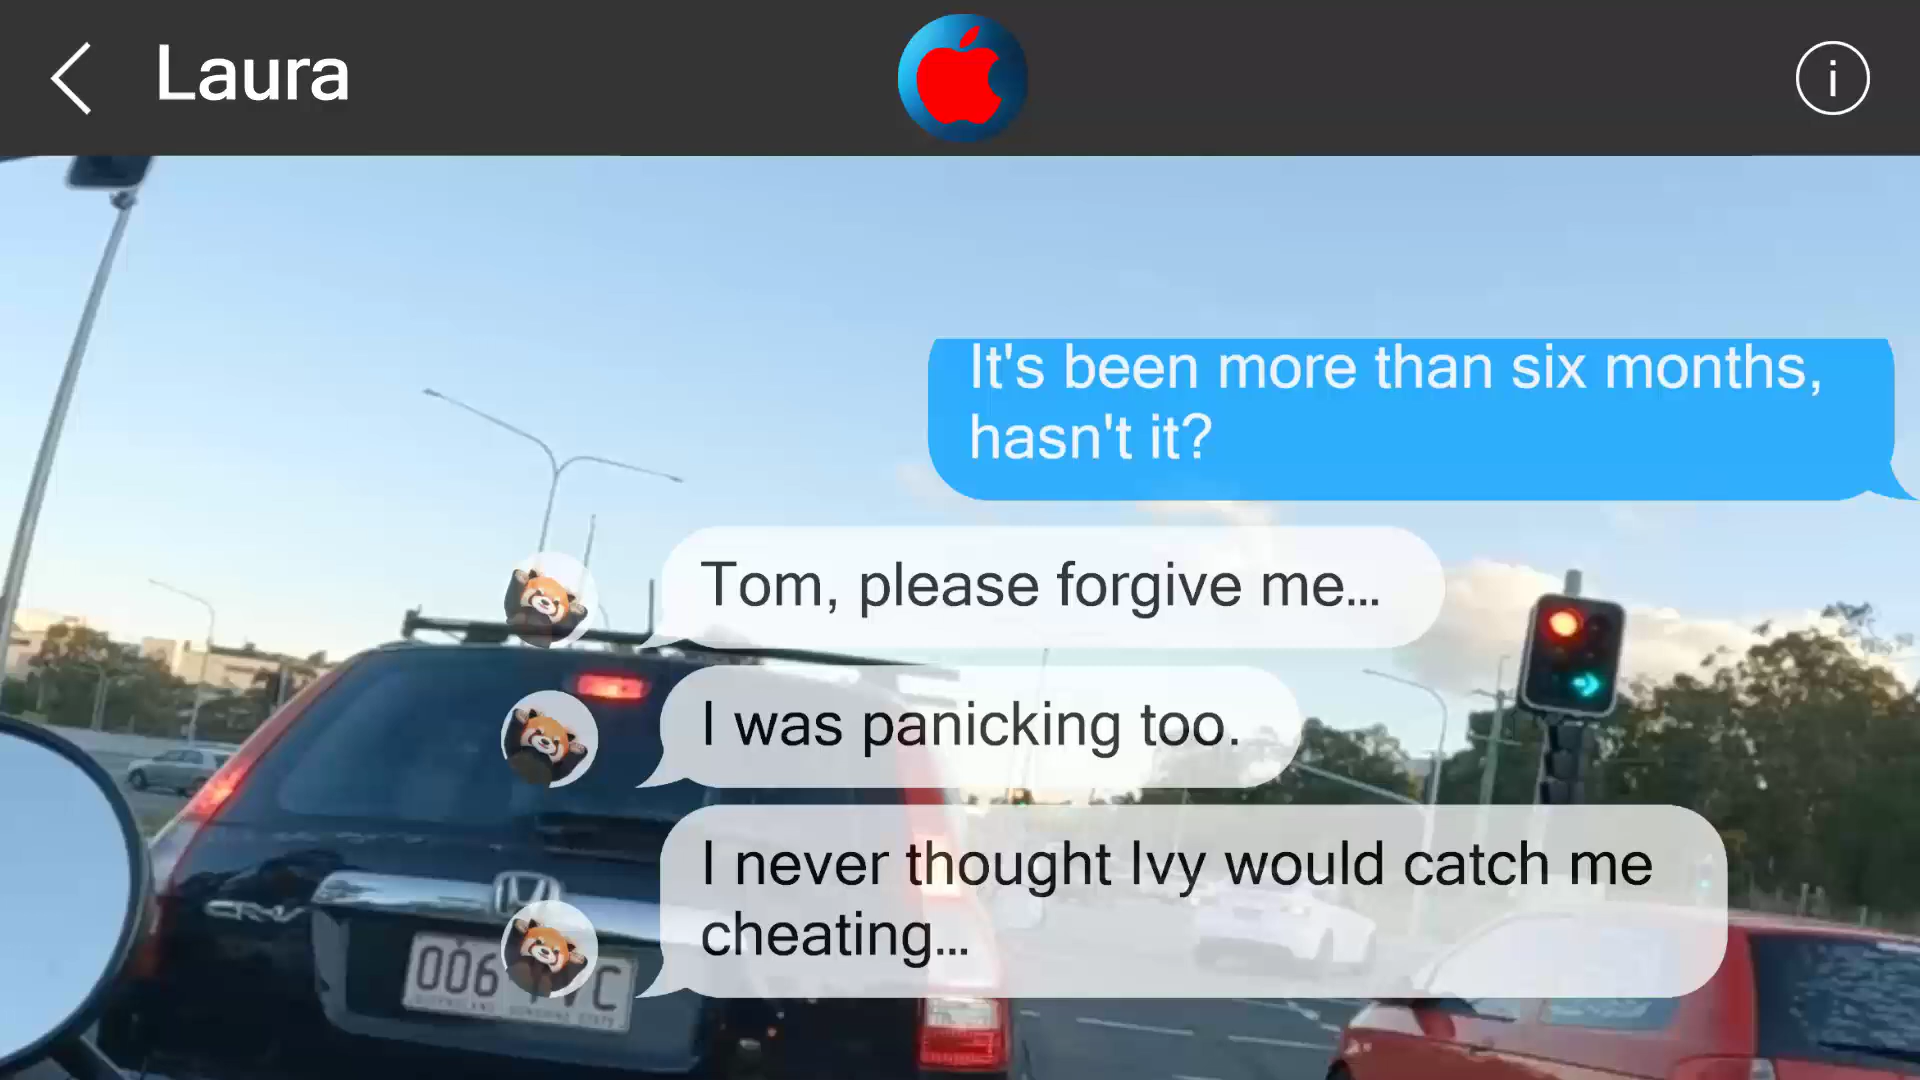 Laura
i
It's been more than six months,
hasn't it?
Tom, please forgive me...
I was panicking too.
I never thought Ivy would catch me
cheating...
CR-V
006